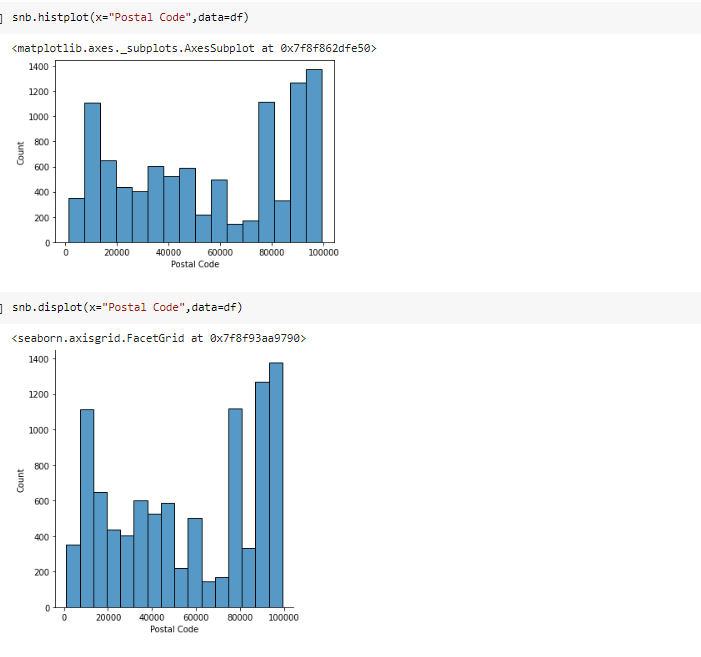 ] snb.histplot(x="Postal Code",data=df)
<matplotlib.axes._subplots.AxesSubplot at 0x7f8f862dfe50>
1400
1200
1000
800
600
400
200
0
Count
0 20000 40000 60000 80000 100000
Postal Code
] snb.displot(x="Postal Code",data=df)
<seaborn.axisgrid.FacetGrid at 0x7f8f93aa9790>
1400
1200
1000
800
600
400
200
0
Count
0 20000 40000 60000 80000 100000
Postal Code